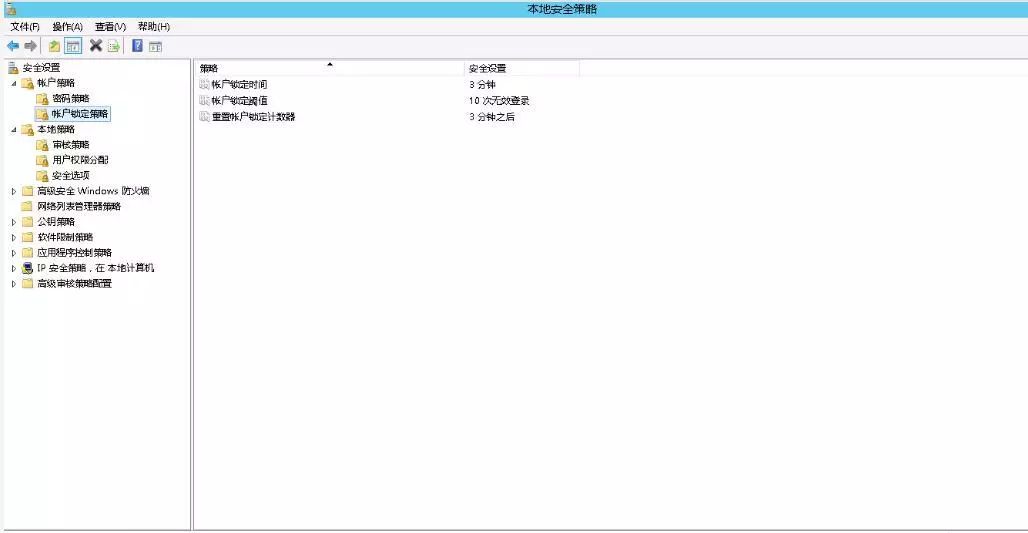 本地安全策略
文件(F) 操作(A) 查看(V) 帮助(H)
安全设置
帐户策略
密码策略
帐户锁定策略
本地策略
审核策略
用户权限分配
安全选项
高级安全 Windows 防火墙
网络列表管理器策略
公钥策略
软件限制策略
应用程序控制策略
IP 安全策略，在 本地计算机
高级审核策略配置
策略 安全设置
帐户锁定时间 3 分钟
帐户锁定阈值 10 次无效登录
重置帐户锁定计数器 3 分钟之后